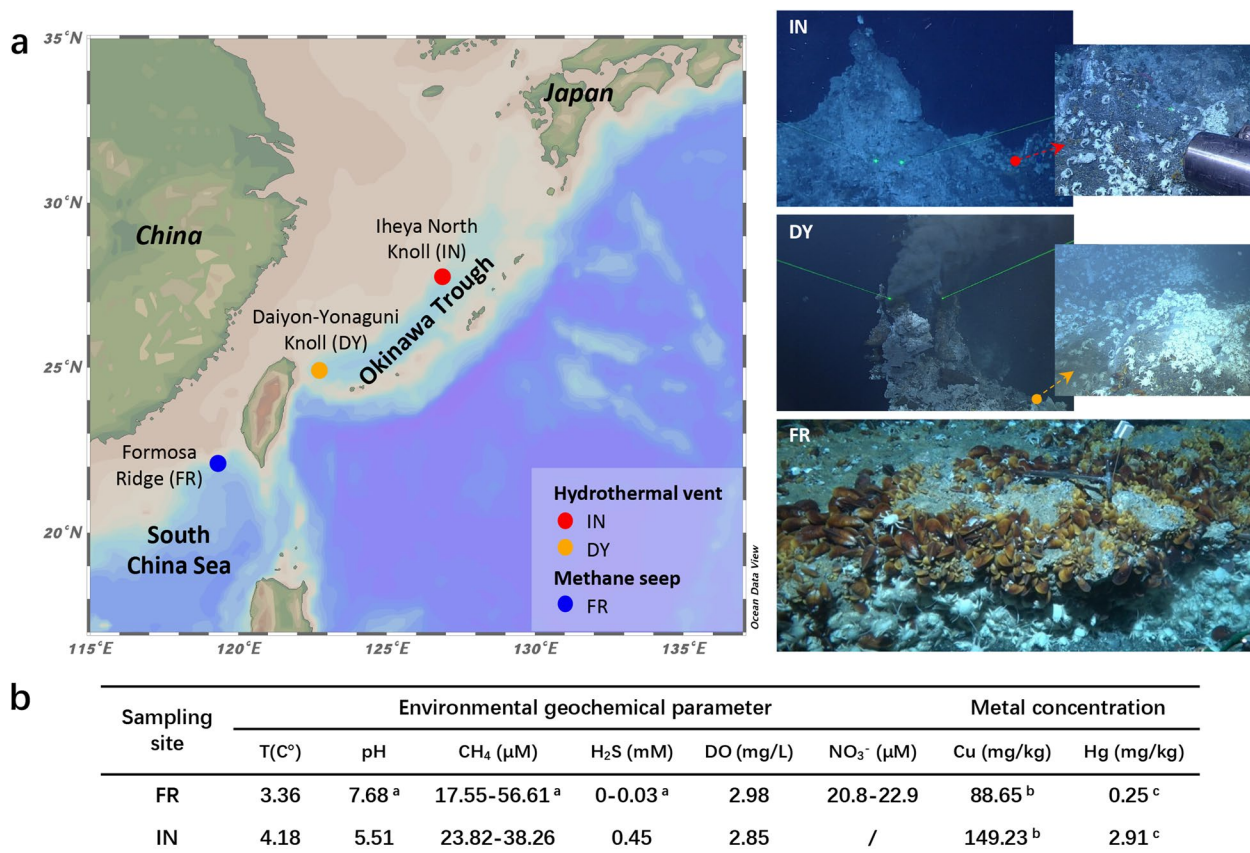 a
35°N
30°N
25°N
20°N
115°E
120°E
125°E
130°E
135°E
China
Japan
Iheya North
Knoll (IN)
Daiyon-Yonaguni
Knoll (DY)
Okinawa Trough
Formosa
Ridge (FR)
South
China Sea
Hydrothermal vent
IN
DY
Methane seep
FR
Ocean Data View
IN
DY
FR
b
Sampling
site
Environmental geochemical parameter
Metal concentration
T(C°) pH CH₄ (μM) H₂S (mM) DO (mg/L) NO₃⁻ (μM) Cu (mg/kg) Hg (mg/kg)
FR 3.36 7.68 ᵃ 17.55-56.61 ᵃ 0-0.03 ᵃ 2.98 20.8-22.9 88.65 ᵇ 0.25 ᶜ
IN 4.18 5.51 23.82-38.26 0.45 2.85 / 149.23 ᵇ 2.91 ᶜ